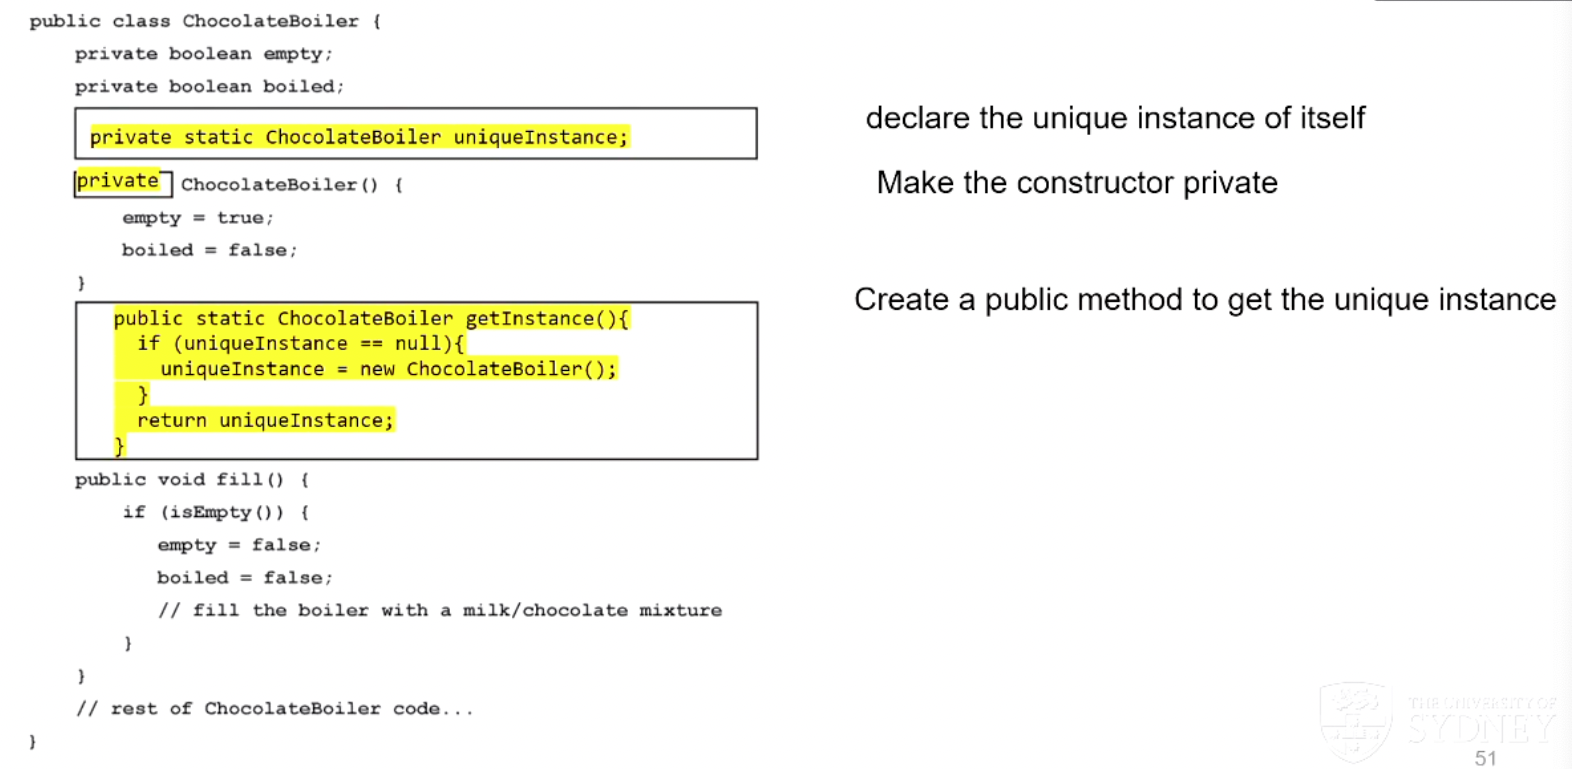 public class ChocolateBoiler {
private boolean empty;
private boolean boiled;
private static ChocolateBoiler uniqueInstance;
declare the unique instance of itself
private ChocolateBoiler() {
Make the constructor private
empty = true;
boiled = false;
}
public static ChocolateBoiler getInstance(){
Create a public method to get the unique instance
if (uniqueInstance == null){
uniqueInstance = new ChocolateBoiler();
}
return uniqueInstance;
}
public void fill() {
if (isEmpty()) {
empty = false;
boiled = false;
// fill the boiler with a milk/chocolate mixture
}
}
// rest of ChocolateBoiler code...
}
THE UNIVERSITY OF
SYDNEY
51